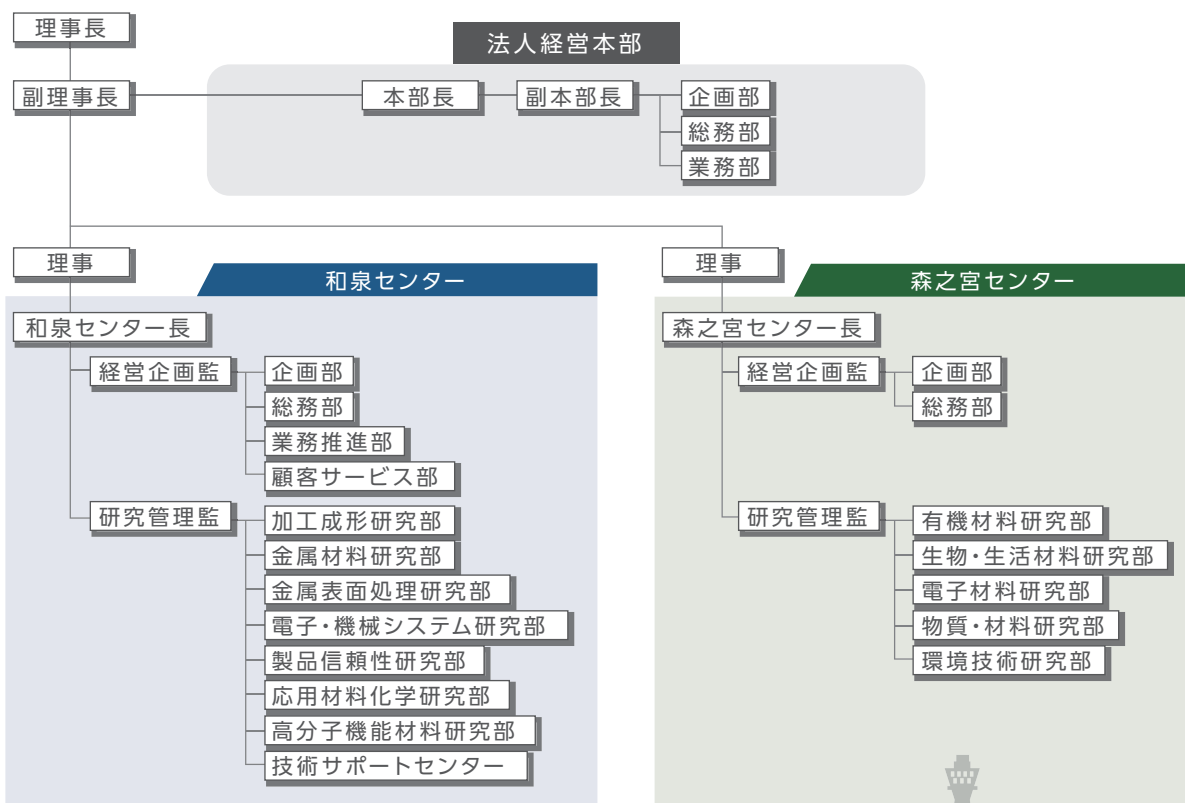 理事長
法人経営本部
副理事長
本部長
副本部長
企画部
総務部
業務部
理事
和泉センター
和泉センター長
経営企画監
企画部
総務部
業務推進部
顧客サービス部
研究管理監
加工成形研究部
金属材料研究部
金属表面処理研究部
電子・機械システム研究部
製品信頼性研究部
応用材料化学研究部
高分子機能材料研究部
技術サポートセンター
理事
森之宮センター
森之宮センター長
経営企画監
企画部
総務部
研究管理監
有機材料研究部
生物・生活材料研究部
電子材料研究部
物質・材料研究部
環境技術研究部